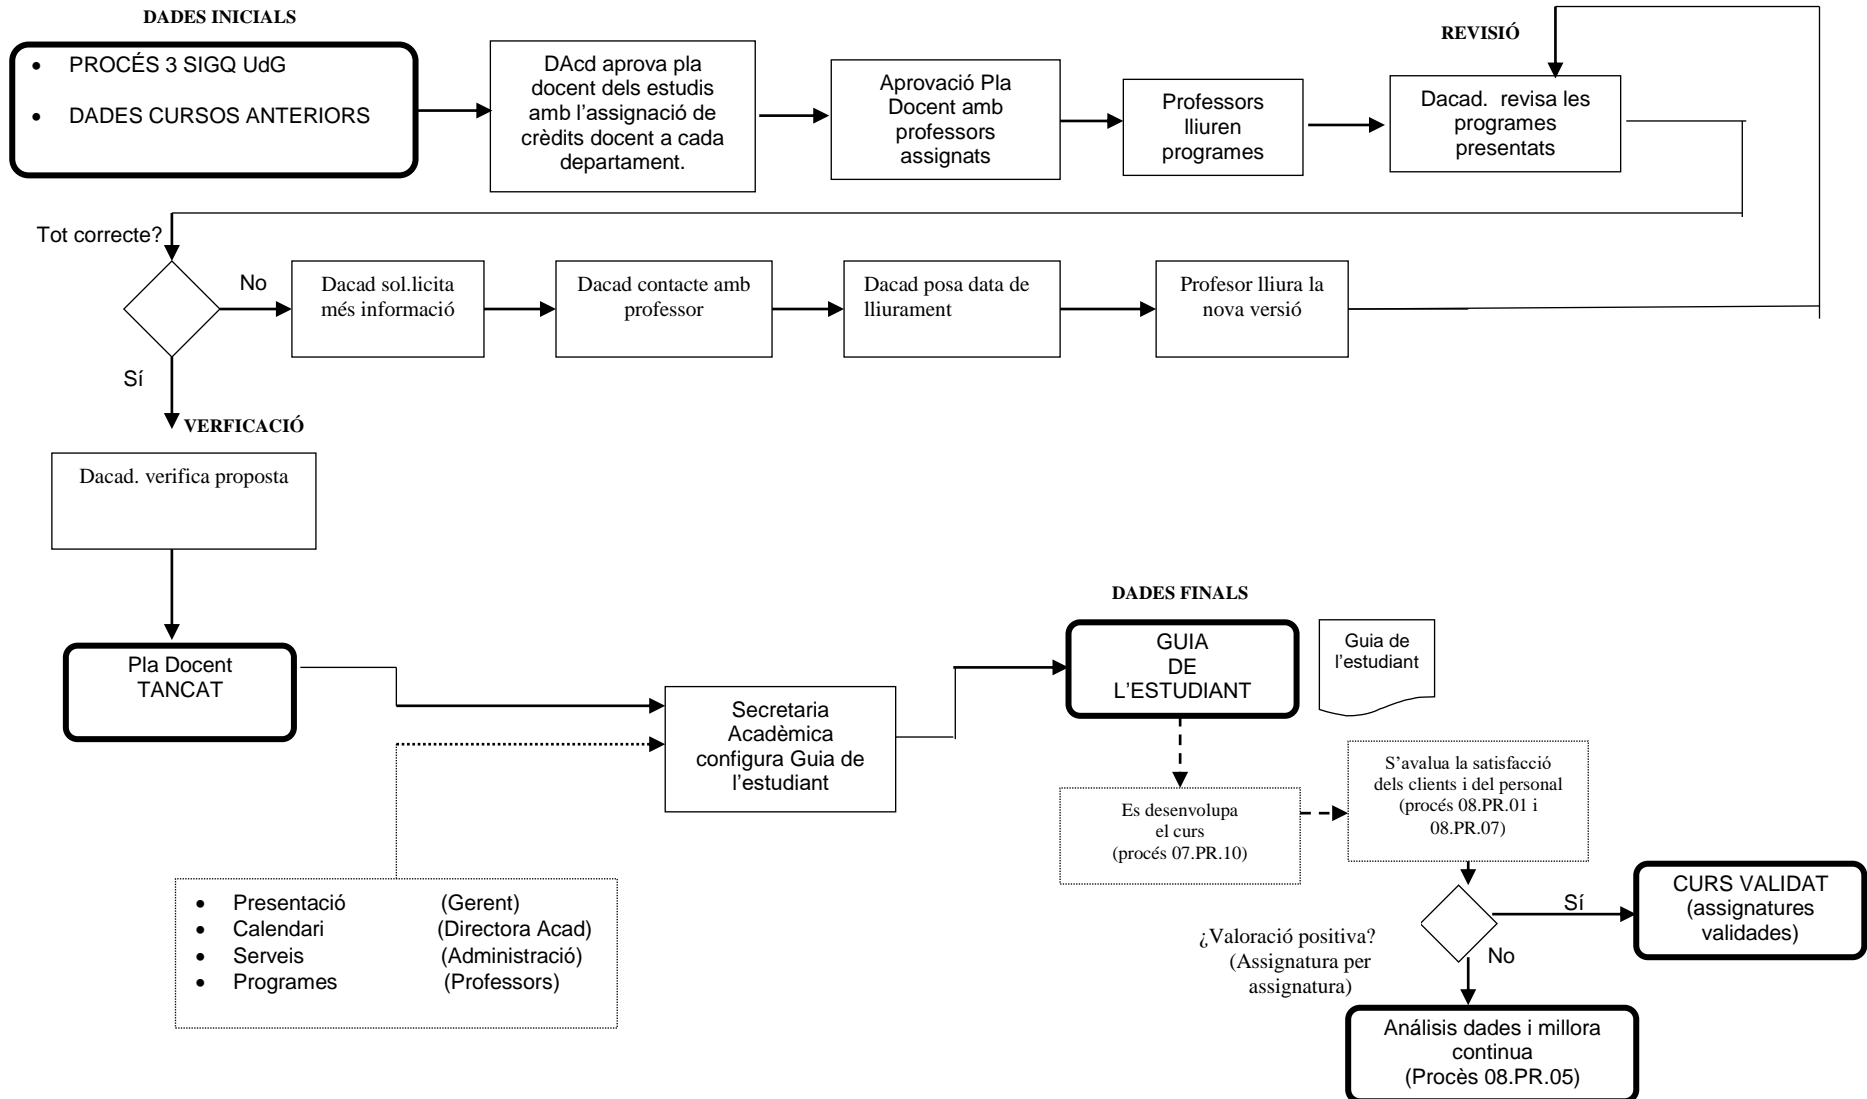 DADES INICIALS
• PROCÉS 3 SIGQ UdG
• DADES CURSOS ANTERIORS
DAcd aprova pla
docent dels estudis
amb l’assignació de
crèdits docent a cada
departament.
Aprovació Pla
Docent amb
professors
assignats
Professors
lliuren
programes
REVISIÓ
Dacad. revisa les
programes
presentats
Tot correcte?
No
Dacad sol.licita
més informació
Dacad contacte amb
professor
Dacad posa data de
lliurament
Profesor lliura la
nova versió
Sí
VERFICACIÓ
Dacad. verifica proposta
Pla Docent
TANCAT
Secretaria
Acadèmica
configura Guia de
l’estudiant
• Presentació (Gerent)
• Calendari (Directora Acad)
• Serveis (Administració)
• Programes (Professors)
DADES FINALS
GUIA
DE
L’ESTUDIANT
Guia de
l’estudiant
Es desenvolupa
el curs
(procés 07.PR.10)
S’avalua la satisfacció
dels clients i del personal
(procés 08.PR.01 i
08.PR.07)
¿Valoració positiva?
(Assignatura per
assignatura)
Sí
No
CURS VALIDAT
(assignatures
validades)
Análisis dades i millora
continua
(Procès 08.PR.05)